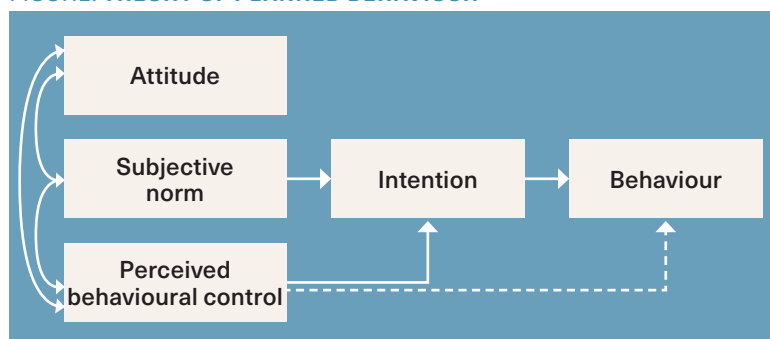 Attitude
Subjective
norm
Intention
Behaviour
Perceived
behavioural control